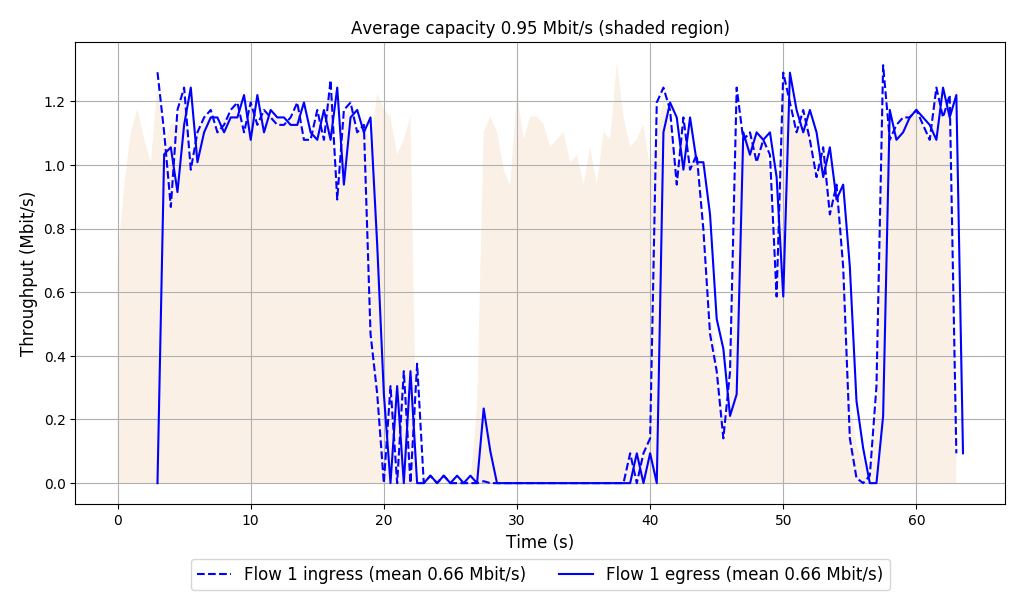 Average capacity 0.95 Mbit/s (shaded region)
Throughput (Mbit/s)
1.2
1.0
0.8
0.6
0.4
0.2
0.0
0 10 20 30 40 50 60
Time (s)
Flow 1 ingress (mean 0.66 Mbit/s) Flow 1 egress (mean 0.66 Mbit/s)